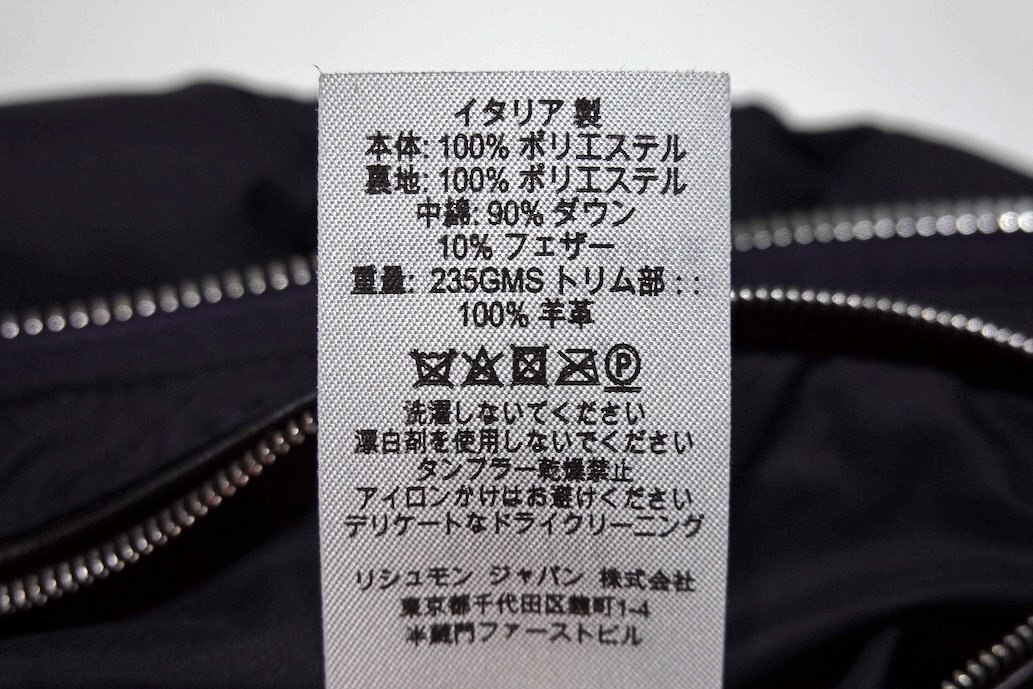 イタリア 製
本体: 100% ポリエステル
裏地: 100% ポリエステル
中綿: 90% ダウン
10% フェザー
重量: 235GMS トリム部 : :
100% 羊革
P
洗濯しないでください
漂白剤を使用しないでください
タンブラー乾燥禁止
アイロンかけはお避けください
デリケートなドライクリーニング
リシュモン ジャパン 株式会社
東京都千代田区麹町1-4
半蔵門ファーストビル